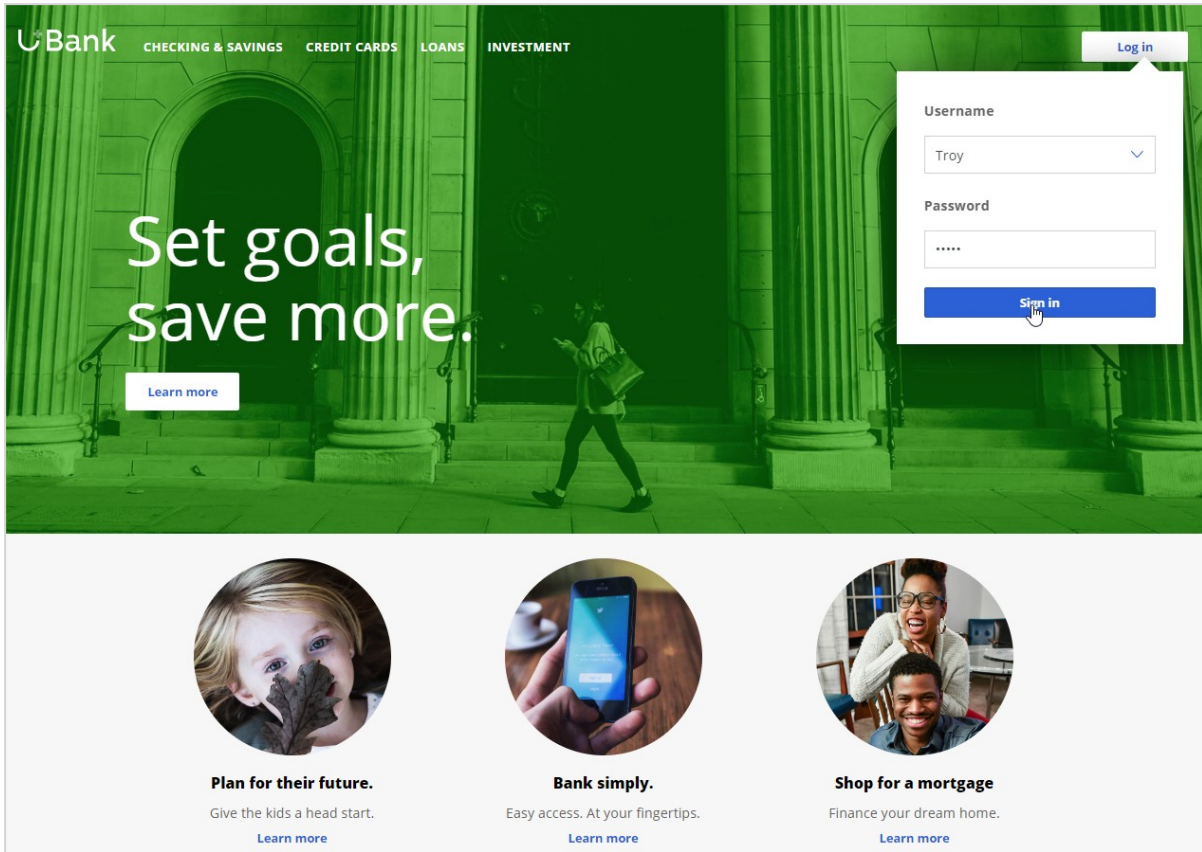 U Bank
CHECKING & SAVINGS CREDIT CARDS LOANS INVESTMENT
Log in
Username
Troy
Password
•••••
Sign in
Set goals,
save more.
Learn more
Plan for their future.
Give the kids a head start.
Learn more
Bank simply.
Easy access. At your fingertips.
Learn more
Shop for a mortgage
Finance your dream home.
Learn more